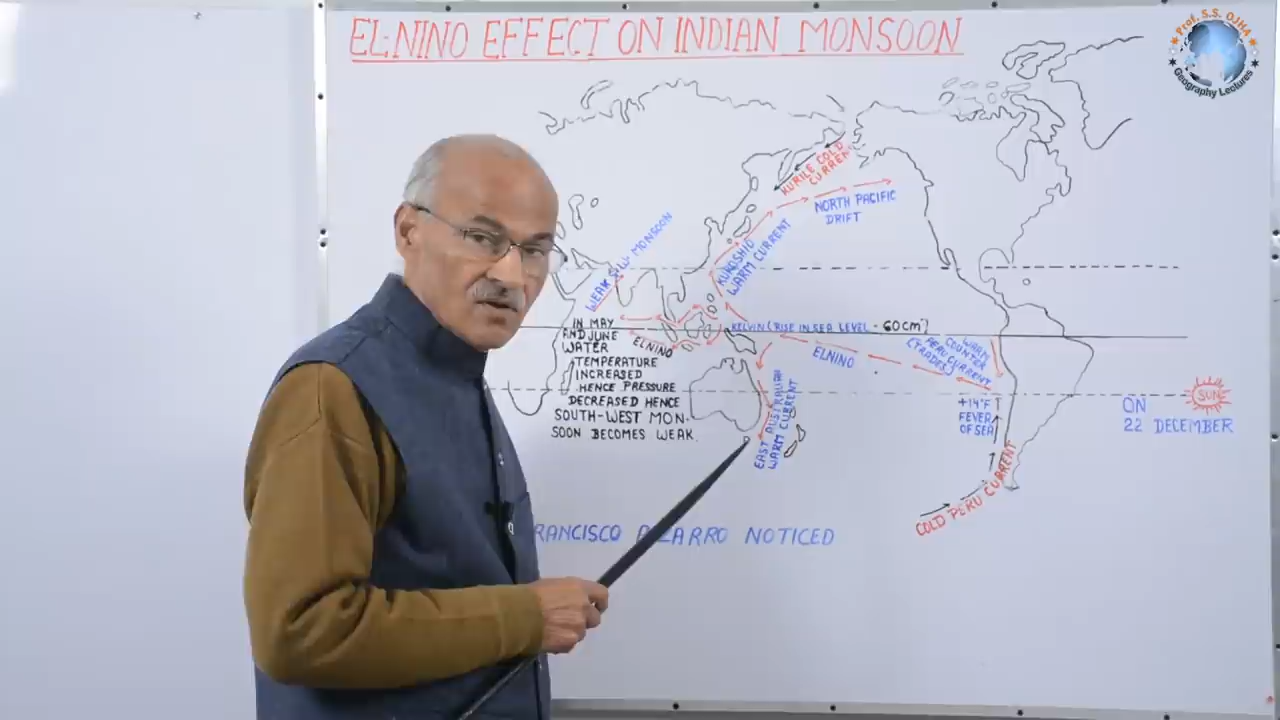 EL-NINO EFFECT ON INDIAN MONSOON
Prof. S.S. OJHA
Geography Lectures
KURILE COLD
CURRENT
NORTH PACIFIC
DRIFT
KUROSHIO
WARM CURRENT
WEAK S.W. MONSOON
KELVIN (RISE IN SEA LEVEL - 60cm)
IN MAY
AND JUNE
WATER
TEMPERATURE
INCREASED
HENCE PRESSURE
DECREASED HENCE
SOUTH-WEST MON-
SOON BECOMES WEAK.
ELNINO
ELNINO
WARM
COUNTER
PERU CURRENT
(TRADES)
EAST AUSTRALIAN
WARM CURRENT
+14°F
FEVER
OF SEA
SUN
ON
22 DECEMBER
COLD PERU CURRENT
NOTICED